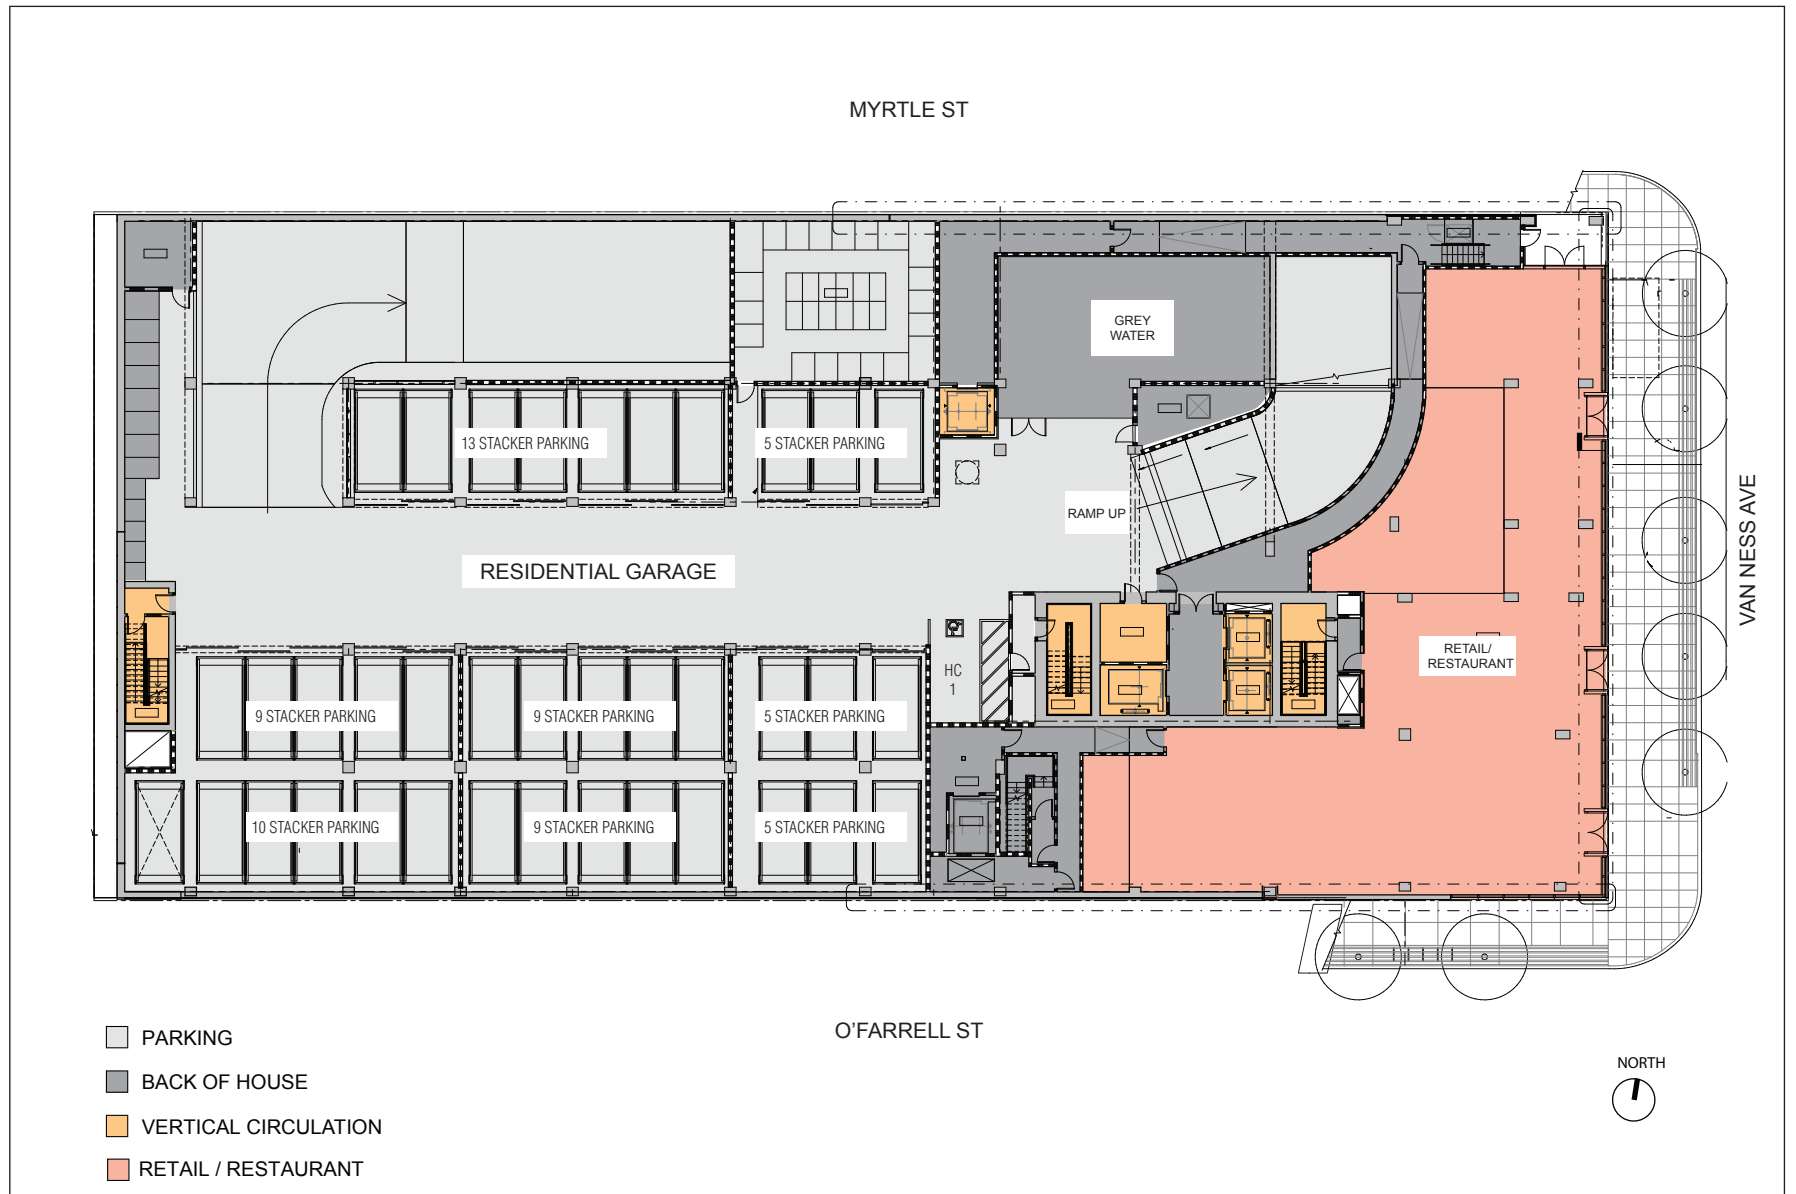 MYRTLE ST
GREY
WATER
13 STACKER PARKING
5 STACKER PARKING
RAMP UP
VAN NESS AVE
RESIDENTIAL GARAGE
HC
1
RETAIL/
RESTAURANT
9 STACKER PARKING
9 STACKER PARKING
5 STACKER PARKING
10 STACKER PARKING
9 STACKER PARKING
5 STACKER PARKING
O'FARRELL ST
PARKING
BACK OF HOUSE
VERTICAL CIRCULATION
RETAIL / RESTAURANT
NORTH